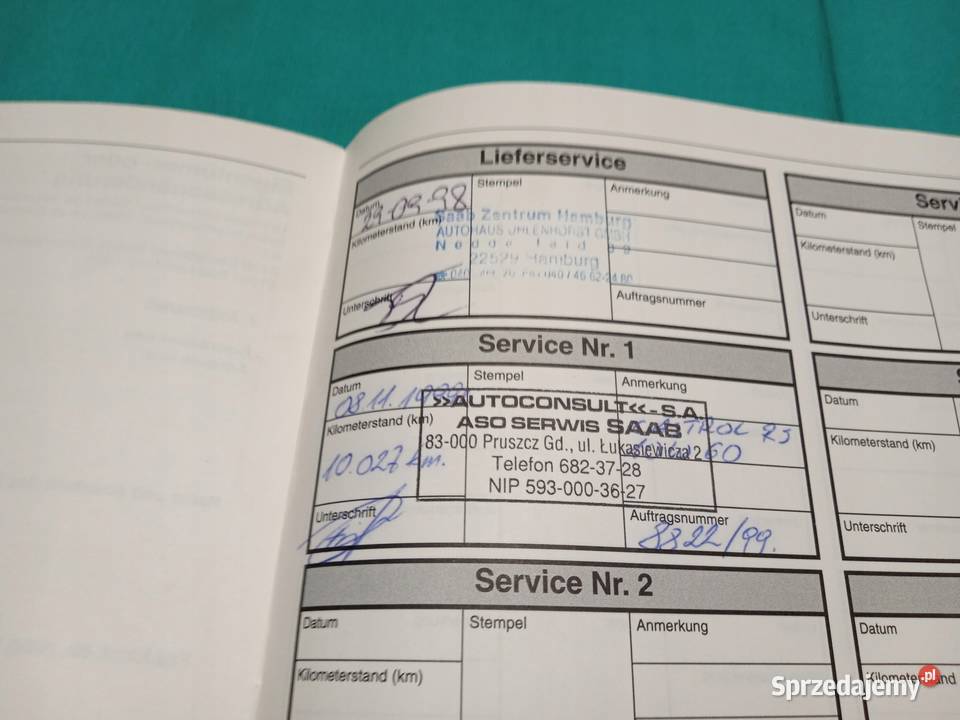 Lieferservice
Datum
29-09-98
Stempel
Anmerkung
Kilometerstand (km)
Saab Zentrum Hamburg
AUTOHAUS UHLENHORST GMBH
22529 Hamburg
Unterschrift
Auftragsnummer
Serv
Datum
Stempel
Kilometerstand (km)
Unterschrift
Service Nr. 1
Datum
08.11.1999
Stempel
Anmerkung
Kilometerstand (km)
10.027 km.
»AUTOCONSULT«-S.A.
ASO SERWIS SAAB
83-000 Pruszcz Gd., ul. Łukasiewicza 2
Telefon 682-37-28
NIP 593-000-36-27
60
Unterschrift
Auftragsnummer
8822/99.
S
Datum
Kilometerstand (km)
Unterschrift
Service Nr. 2
Datum
Stempel
Anmerkung
Kilometerstand (km)
Datum
Kilometerstand
Sprzedajemy.pl